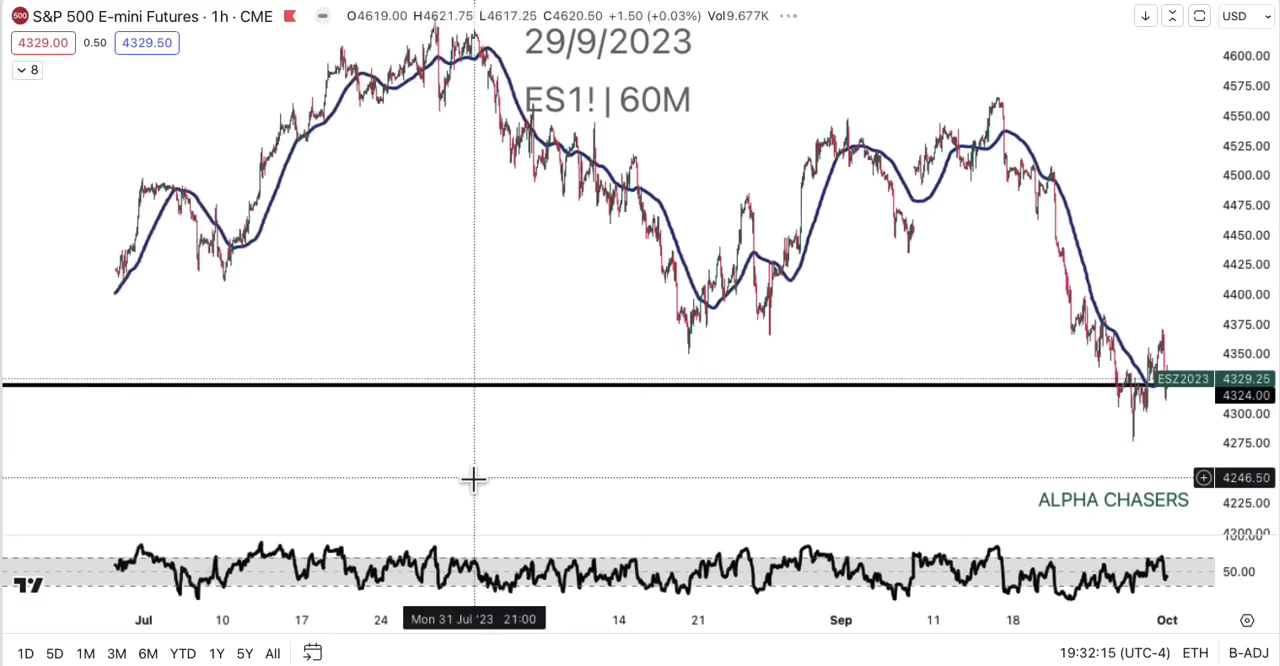 500 S&P 500 E-mini Futures · 1h · CME O4619.00 H4621.75 L4617.25 C4620.50 +1.50 (+0.03%) Vol9.677K USD
4329.00 0.50 4329.50
8
29/9/2023
ES1! | 60M
4600.00
4575.00
4550.00
4525.00
4500.00
4475.00
4450.00
4425.00
4400.00
4375.00
4350.00
ESZ2023 4329.25
4324.00
4300.00
4275.00
4246.50
ALPHA CHASERS
4225.00
50.00
Jul 10 17 24 Mon 31 Jul '23 21:00 14 21 Sep 11 18 Oct
1D 5D 1M 3M 6M YTD 1Y 5Y All 19:32:15 (UTC-4) ETH B-ADJ